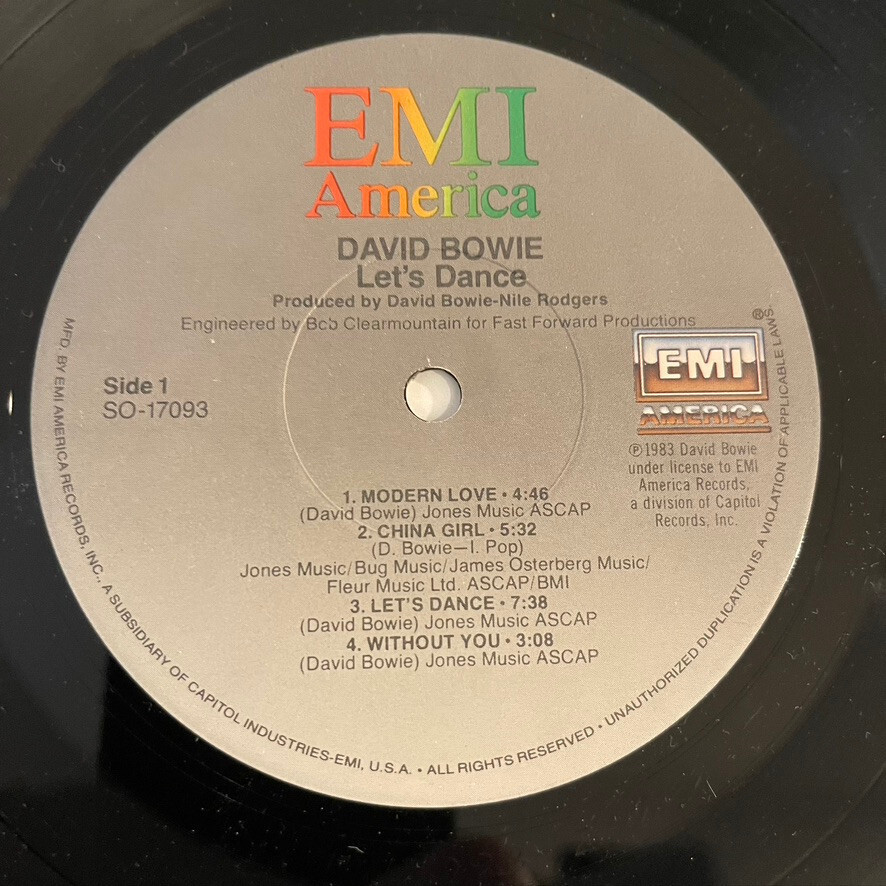 EMI
America
DAVID BOWIE
Let's Dance
Produced by David Bowie-Nile Rodgers
Engineered by Bob Clearmountain for Fast Forward Productions
Side 1
SO-17093
®
EMI
AMERICA
℗1983 David Bowie
under license to EMI
America Records,
a division of Capitol
Records, Inc.
1. MODERN LOVE • 4:46
(David Bowie) Jones Music ASCAP
2. CHINA GIRL • 5:32
(D. Bowie—I. Pop)
Jones Music/Bug Music/James Osterberg Music/
Fleur Music Ltd. ASCAP/BMI
3. LET'S DANCE • 7:38
(David Bowie) Jones Music ASCAP
4. WITHOUT YOU • 3:08
(David Bowie) Jones Music ASCAP
MFD. BY EMI AMERICA RECORDS, INC., A SUBSIDIARY OF CAPITOL INDUSTRIES-EMI, U.S.A. • ALL RIGHTS RESERVED • UNAUTHORIZED DUPLICATION IS A VIOLATION OF APPLICABLE LAWS.